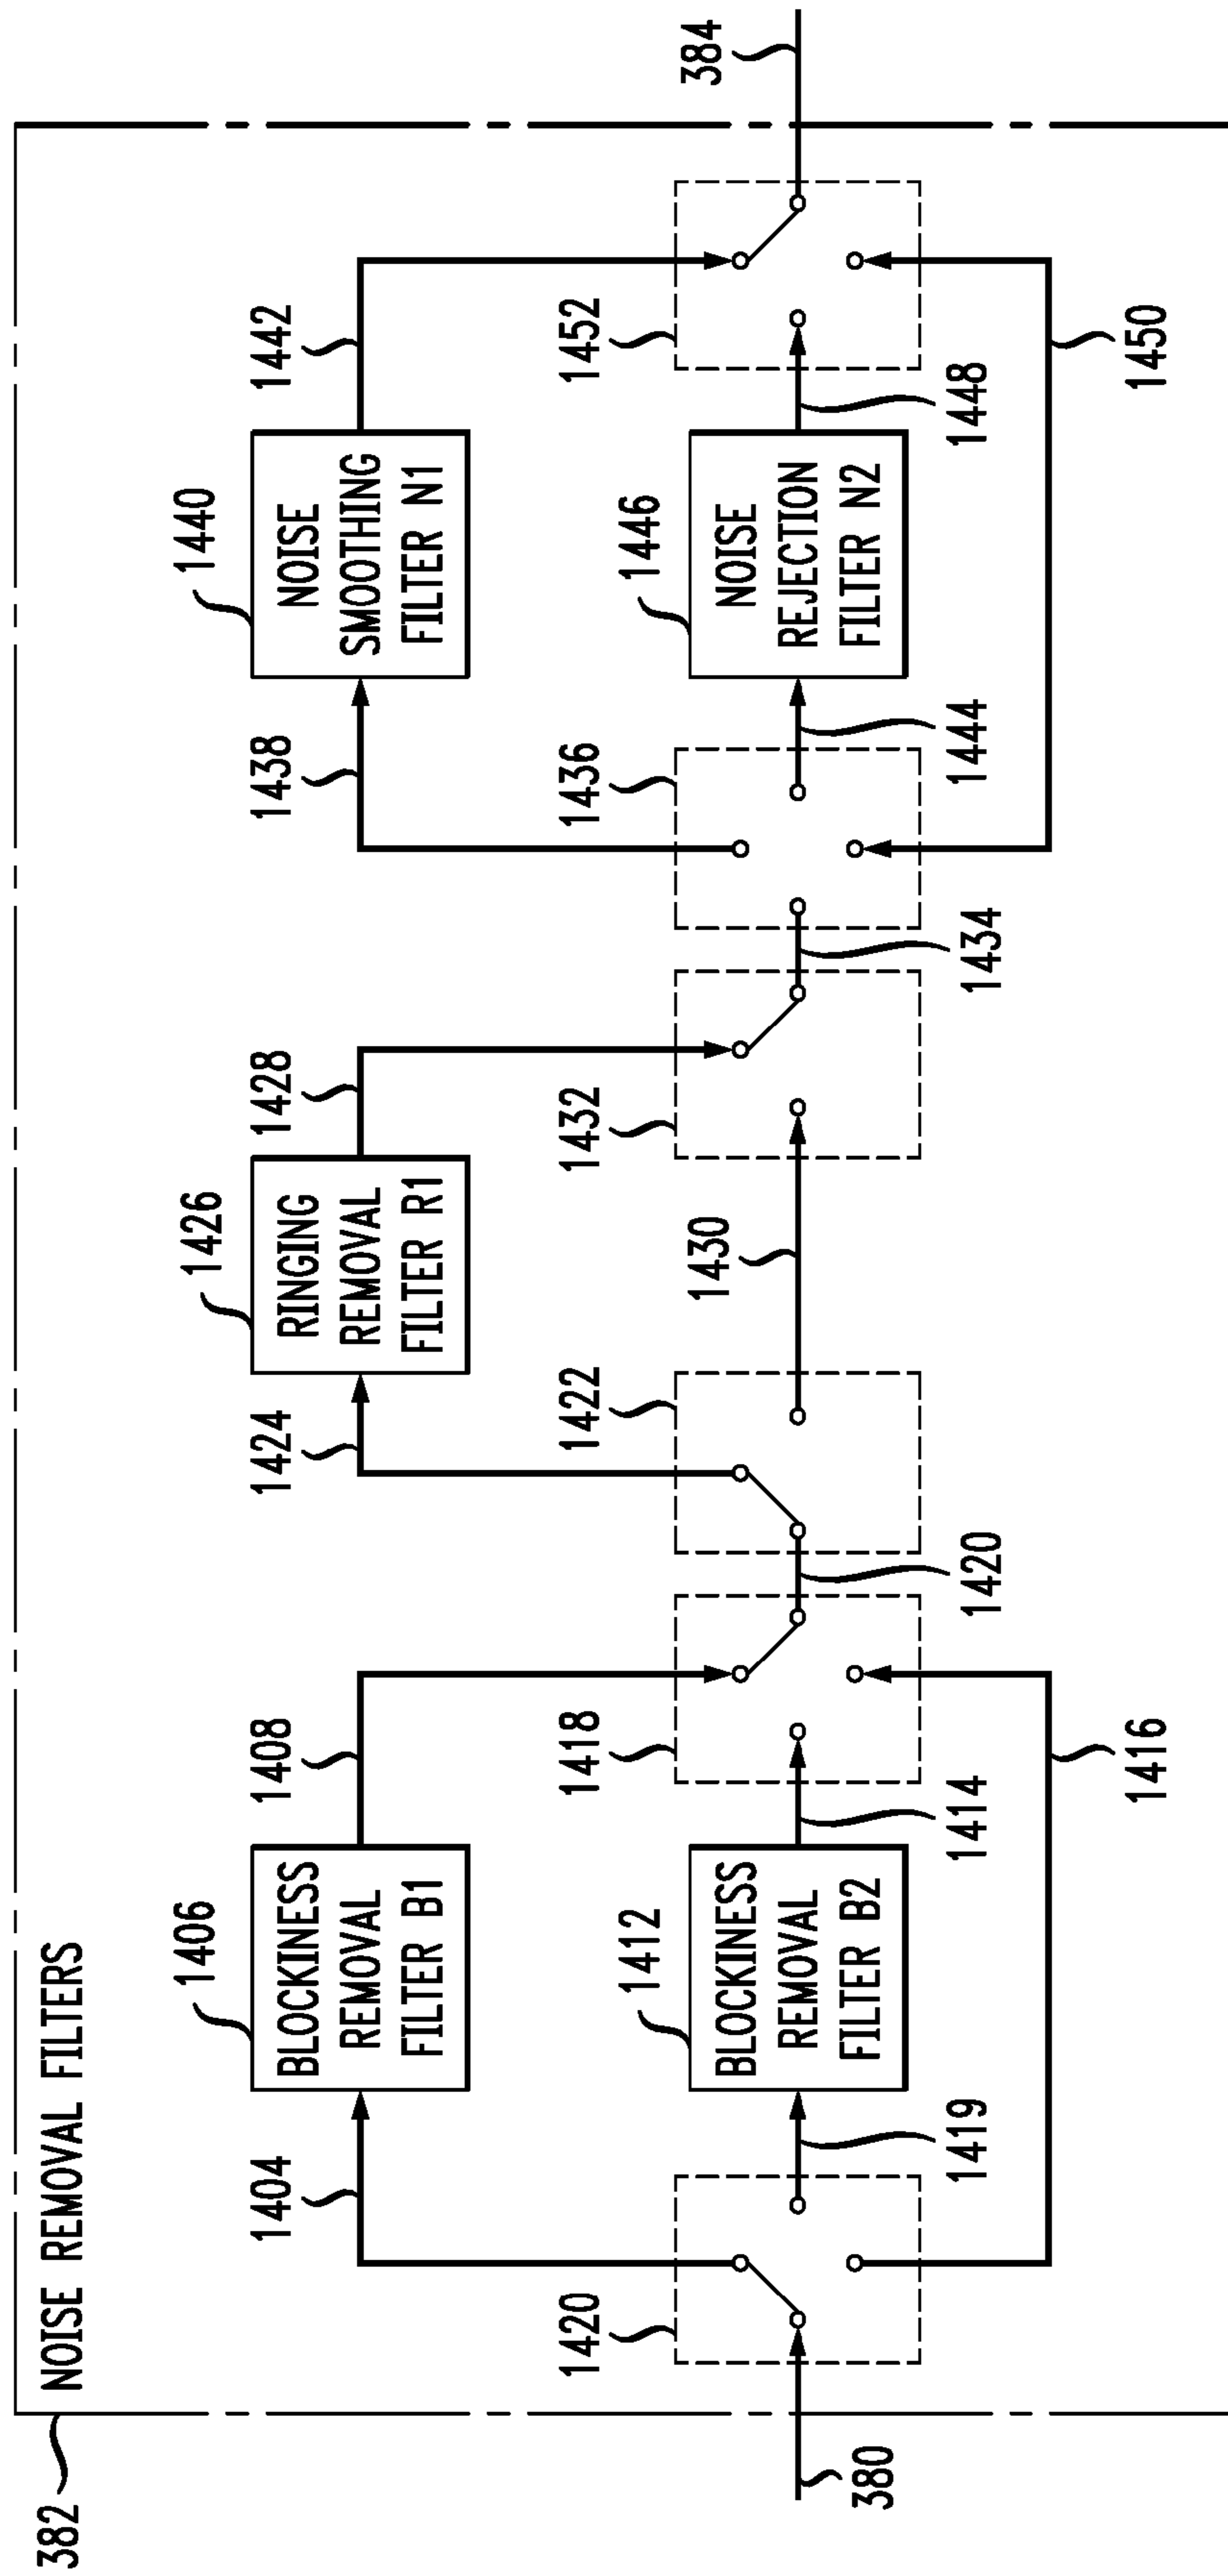 382
NOISE REMOVAL FILTERS
1404
1406
BLOCKINESS
REMOVAL
FILTER B1
1408
1424
1426
RINGING
REMOVAL
FILTER R1
1428
1438
1440
NOISE
SMOOTHING
FILTER N1
1442
1420
1412
BLOCKINESS
REMOVAL
FILTER B2
1418
1422
1430
1432
1436
1446
NOISE
REJECTION
FILTER N2
1452
384
380
1419
1414
1420
1434
1444
1448
1416
1450